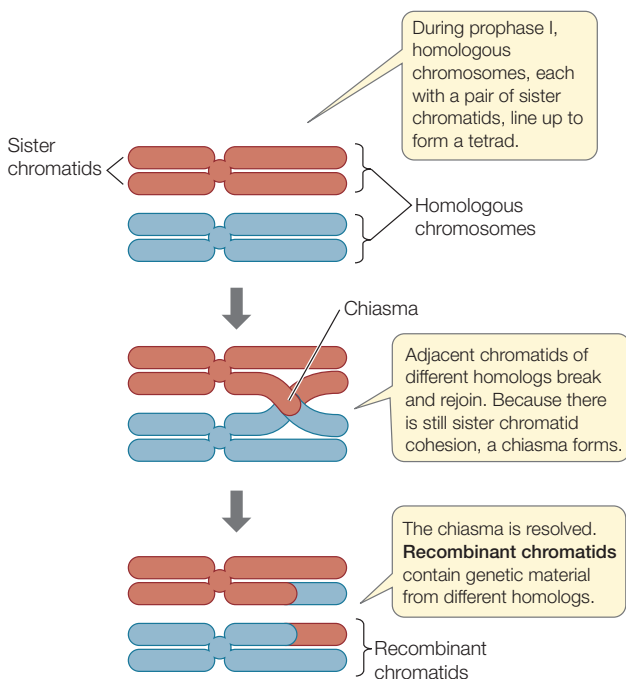 During prophase I,
homologous
chromosomes, each
with a pair of sister
chromatids, line up to
form a tetrad.
Sister
chromatids
Homologous
chromosomes
Chiasma
Adjacent chromatids of
different homologs break
and rejoin. Because there
is still sister chromatid
cohesion, a chiasma forms.
The chiasma is resolved.
Recombinant chromatids
contain genetic material
from different homologs.
Recombinant
chromatids